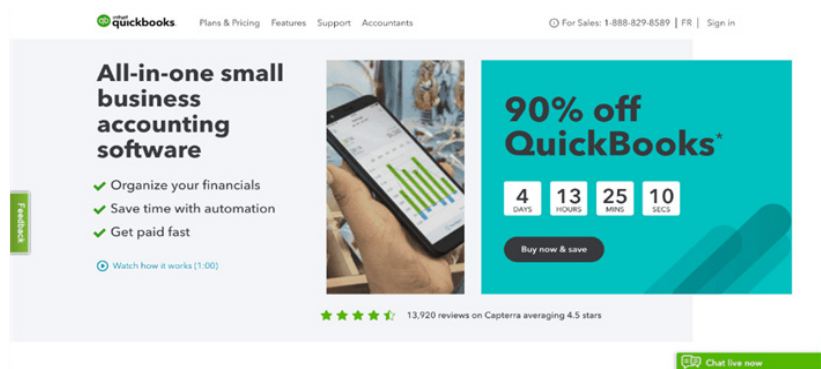 intuit
quickbooks.
Plans & Pricing Features Support Accountants
For Sales: 1-888-829-8589 | FR | Sign in
All-in-one small
business
accounting
software
Organize your financials
Save time with automation
Get paid fast
Watch how it works (1:00)
90% off
QuickBooks*
4 13 25 10
DAYS HOURS MINS SECS
Buy now & save
Feedback
13,920 reviews on Capterra averaging 4.5 stars
Chat live now